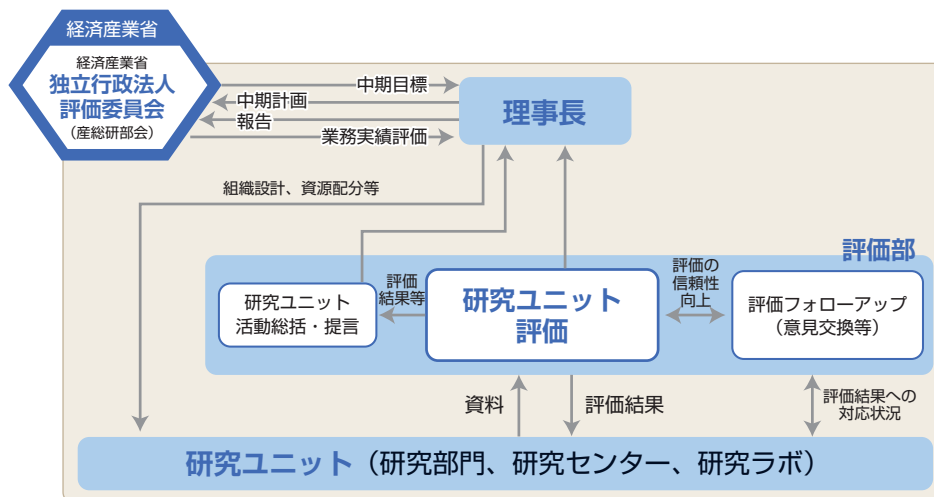 経済産業省
経済産業省
独立行政法人
評価委員会
（産総研部会）
中期目標
中期計画
報告
業務実績評価
理事長
組織設計、資源配分等
評価部
研究ユニット
活動総括・提言
評価
結果等
研究ユニット
評価
評価の
信頼性
向上
評価フォローアップ
（意見交換等）
資料
評価結果
評価結果への
対応状況
研究ユニット（研究部門、研究センター、研究ラボ）